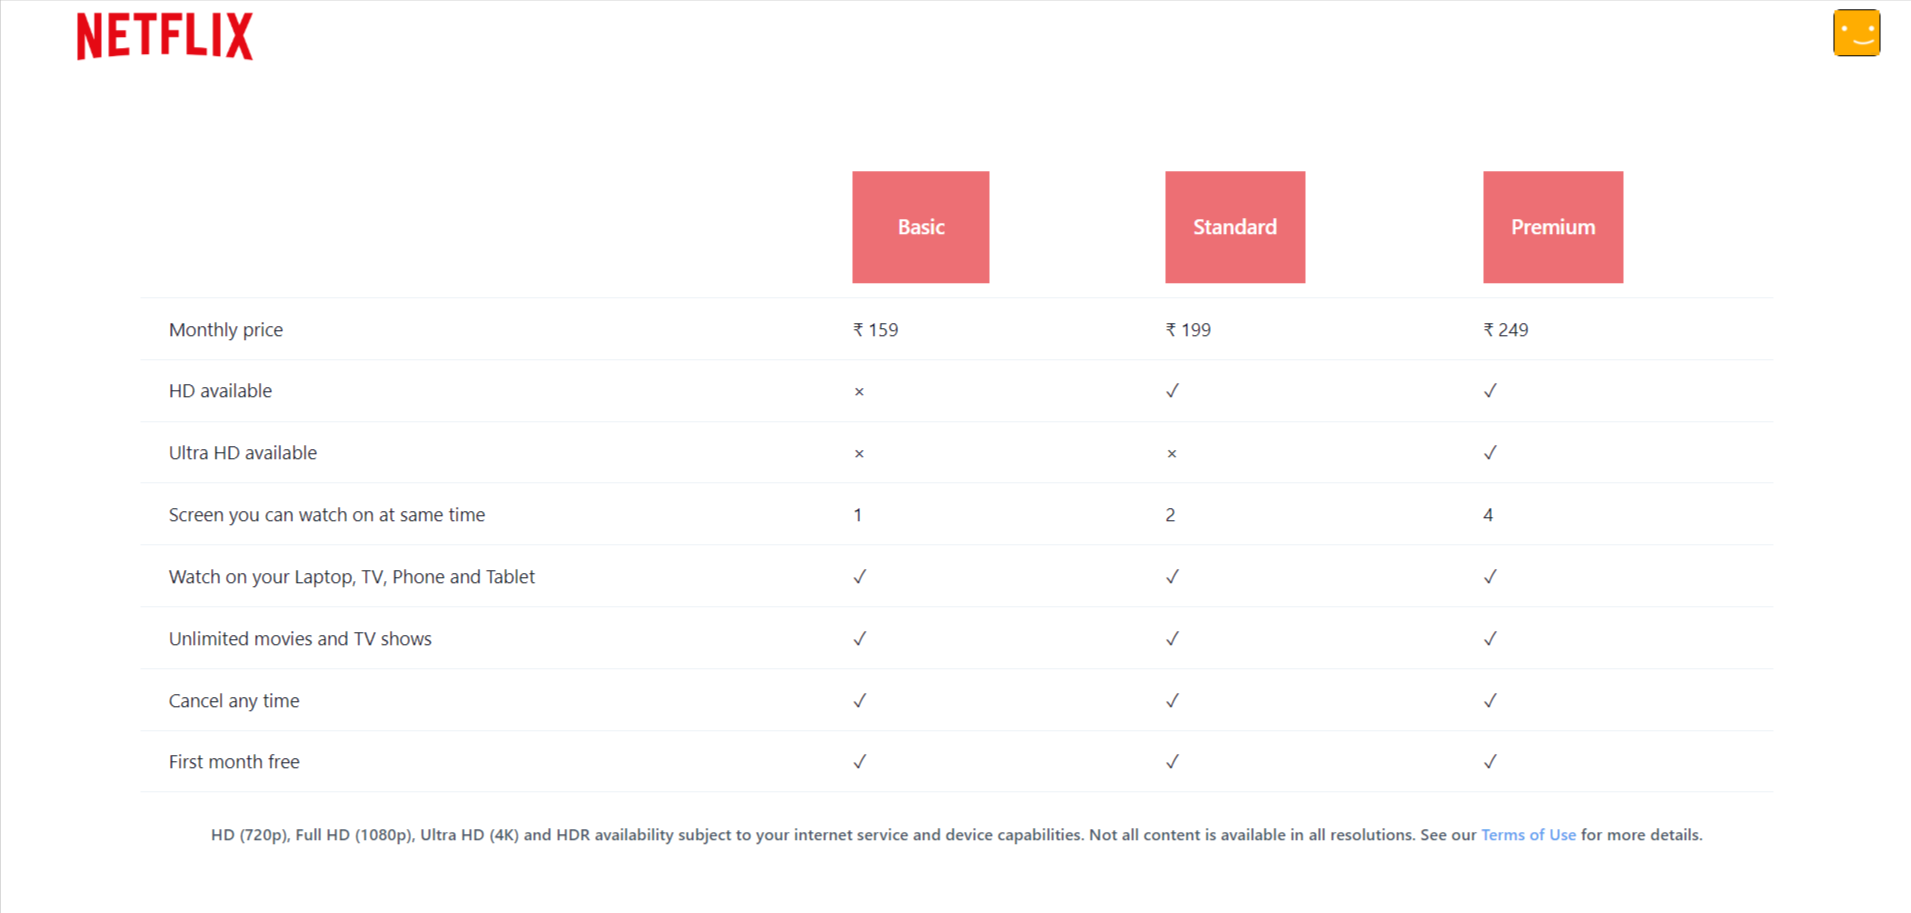 NETFLIX
Basic Standard Premium
Monthly price ₹ 159 ₹ 199 ₹ 249
HD available × ✓ ✓
Ultra HD available × × ✓
Screen you can watch on at same time 1 2 4
Watch on your Laptop, TV, Phone and Tablet ✓ ✓ ✓
Unlimited movies and TV shows ✓ ✓ ✓
Cancel any time ✓ ✓ ✓
First month free ✓ ✓ ✓
HD (720p), Full HD (1080p), Ultra HD (4K) and HDR availability subject to your internet service and device capabilities. Not all content is available in all resolutions. See our Terms of Use for more details.